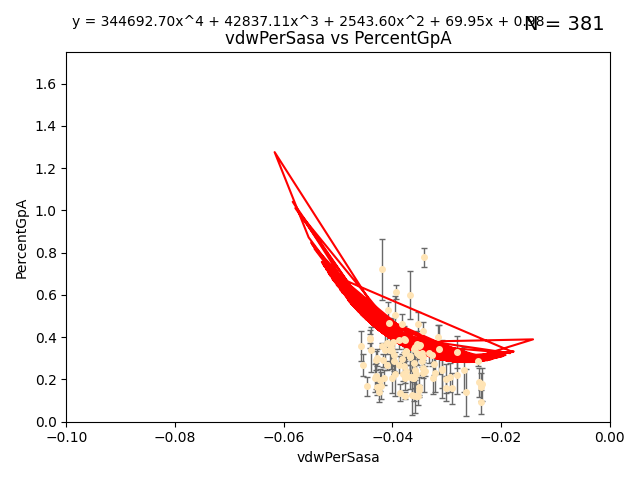 y = 344692.70x^4 + 42837.11x^3 + 2543.60x^2 + 69.95x + N = 381
vdwPerSasa vs PercentGpA
1.6
1.4
1.2
1.0
0.8
0.6
0.4
0.2
0.0
PercentGpA
−0.10 −0.08 −0.06 −0.04 −0.02 0.00
vdwPerSasa